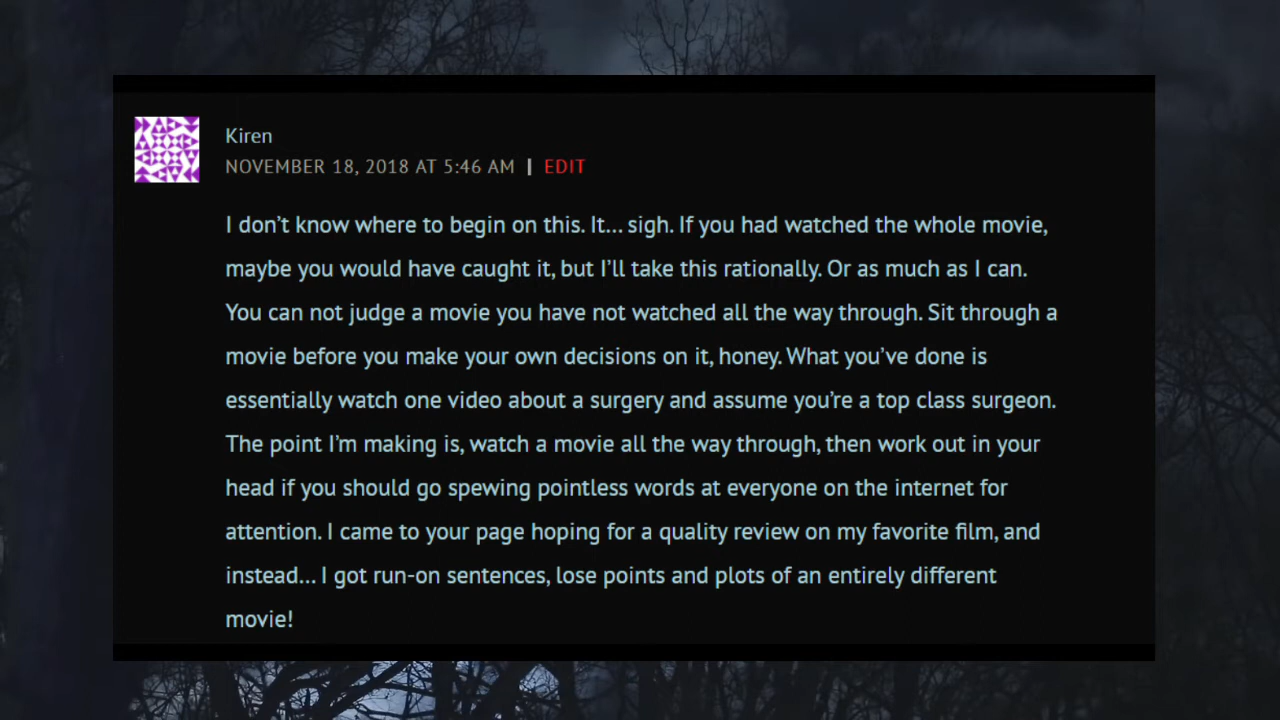 Kiren
NOVEMBER 18, 2018 AT 5:46 AM | EDIT
I don't know where to begin on this. It... sigh. If you had watched the whole movie,
maybe you would have caught it, but I'll take this rationally. Or as much as I can.
You can not judge a movie you have not watched all the way through. Sit through a
movie before you make your own decisions on it, honey. What you've done is
essentially watch one video about a surgery and assume you're a top class surgeon.
The point I'm making is, watch a movie all the way through, then work out in your
head if you should go spewing pointless words at everyone on the internet for
attention. I came to your page hoping for a quality review on my favorite film, and
instead... I got run-on sentences, lose points and plots of an entirely different
movie!